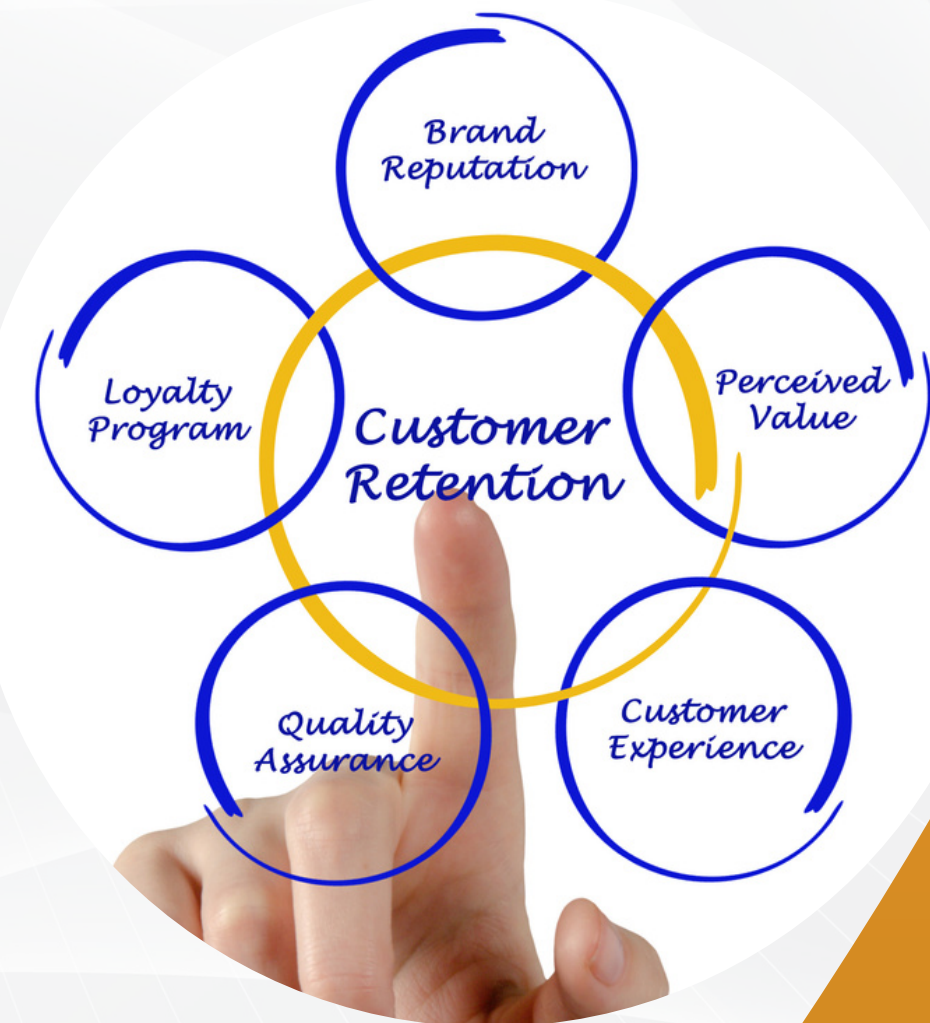 Brand
Reputation
Loyalty
Program
Customer
Retention
Perceived
Value
Quality
Assurance
Customer
Experience